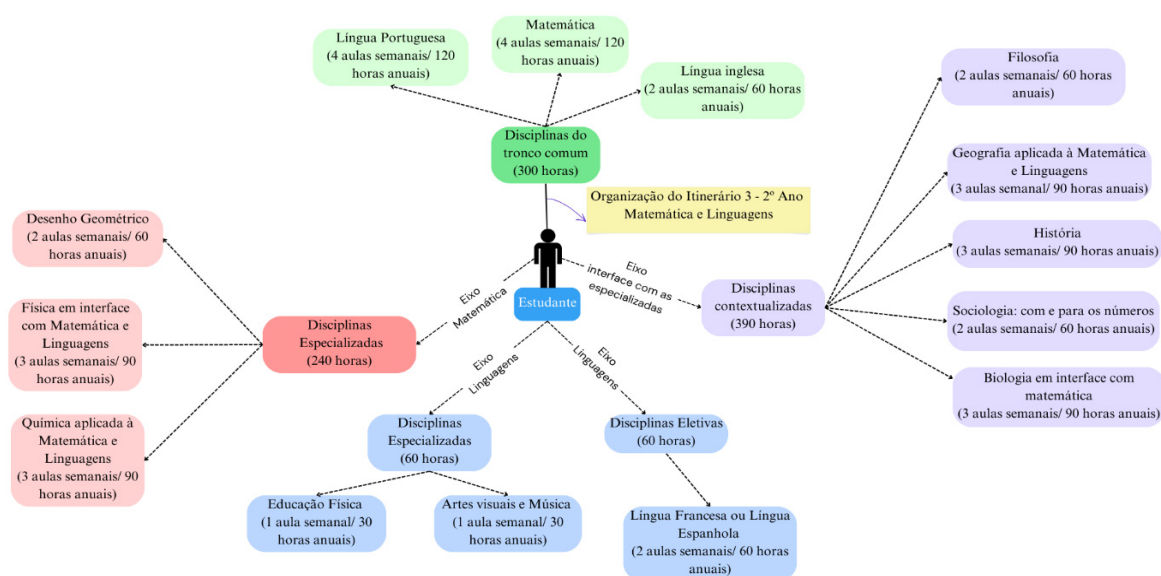 Matemática
(4 aulas semanais/ 120
horas anuais)
Língua Portuguesa
(4 aulas semanais/ 120
horas anuais)
Língua inglesa
(2 aulas semanais/ 60 horas
anuais)
Disciplinas do
tronco comum
(300 horas)
Organização do Itinerário 3 - 2º Ano
Matemática e Linguagens
Filosofia
(2 aulas semanais/ 60 horas
anuais)
Geografia aplicada à Matemática
e Linguagens
(3 aulas semanal/ 90 horas anuais)
História
(3 aulas semanais/ 90 horas anuais)
Sociologia: com e para os números
(2 aulas semanais/ 60 horas anuais)
Biologia em interface com
matemática
(3 aulas semanais/ 90 horas anuais)
Eixo
interface com as
especializadas
Disciplinas
contextualizadas
(390 horas)
Estudante
Eixo
Matemática
Disciplinas
Especializadas
(240 horas)
Desenho Geométrico
(2 aulas semanais/ 60
horas anuais)
Física em interface
com Matemática e
Linguagens
(3 aulas semanais/ 90
horas anuais)
Química aplicada à
Matemática e
Linguagens
(3 aulas semanais/ 90
horas anuais)
Eixo
Linguagens
Disciplinas
Especializadas
(60 horas)
Educação Física
(1 aula semanal/ 30
horas anuais)
Artes visuais e Música
(1 aula semanal/ 30
horas anuais)
Eixo
Linguagens
Disciplinas Eletivas
(60 horas)
Língua Francesa ou Língua
Espanhola
(2 aulas semanais/ 60 horas
anuais)